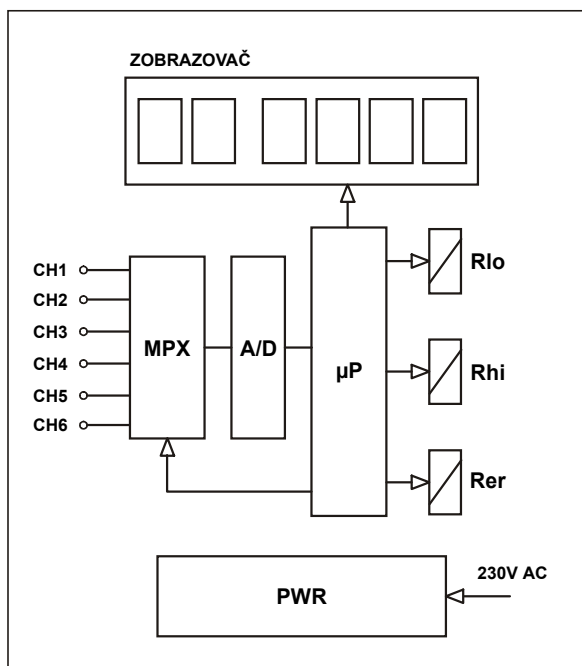 ZOBRAZOVAČ
CH1
CH2
CH3
CH4
CH5
CH6
MPX
A/D
µP
Rlo
Rhi
Rer
230V AC
PWR